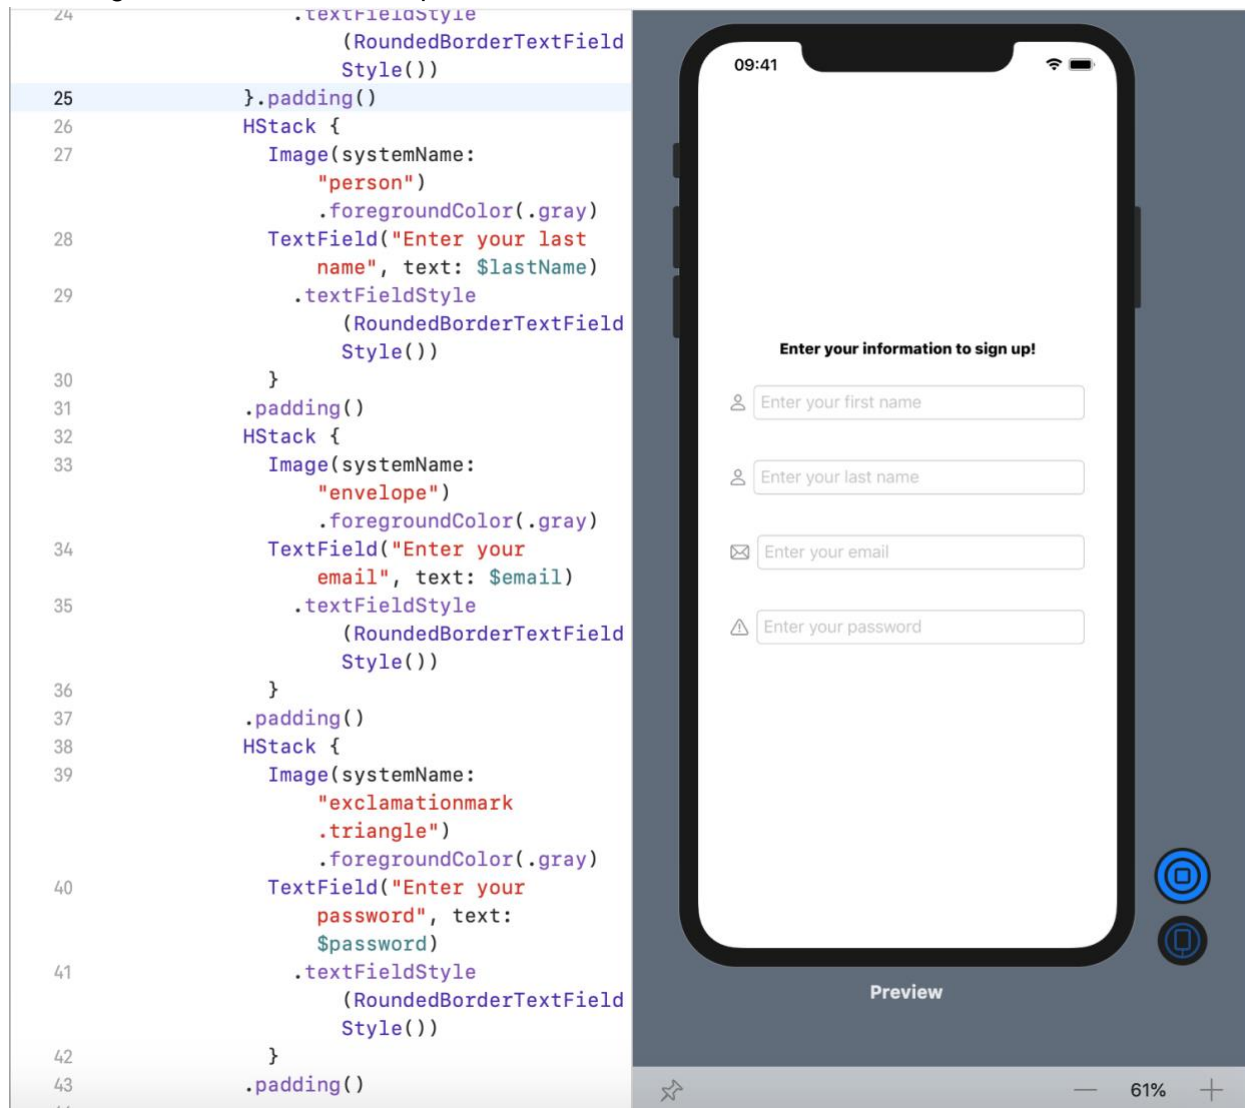 24 .textFieldStyle
(RoundedBorderTextField
Style())
25 }.padding()
26 HStack {
27 Image(systemName:
"person")
.foregroundColor(.gray)
28 TextField("Enter your last
name", text: $lastName)
29 .textFieldStyle
(RoundedBorderTextField
Style())
30 }
31 .padding()
32 HStack {
33 Image(systemName:
"envelope")
.foregroundColor(.gray)
34 TextField("Enter your
email", text: $email)
35 .textFieldStyle
(RoundedBorderTextField
Style())
36 }
37 .padding()
38 HStack {
39 Image(systemName:
"exclamationmark
.triangle")
.foregroundColor(.gray)
40 TextField("Enter your
password", text:
$password)
41 .textFieldStyle
(RoundedBorderTextField
Style())
42 }
43 .padding()
09:41
Enter your information to sign up!
Enter your first name
Enter your last name
Enter your email
Enter your password
Preview
61%